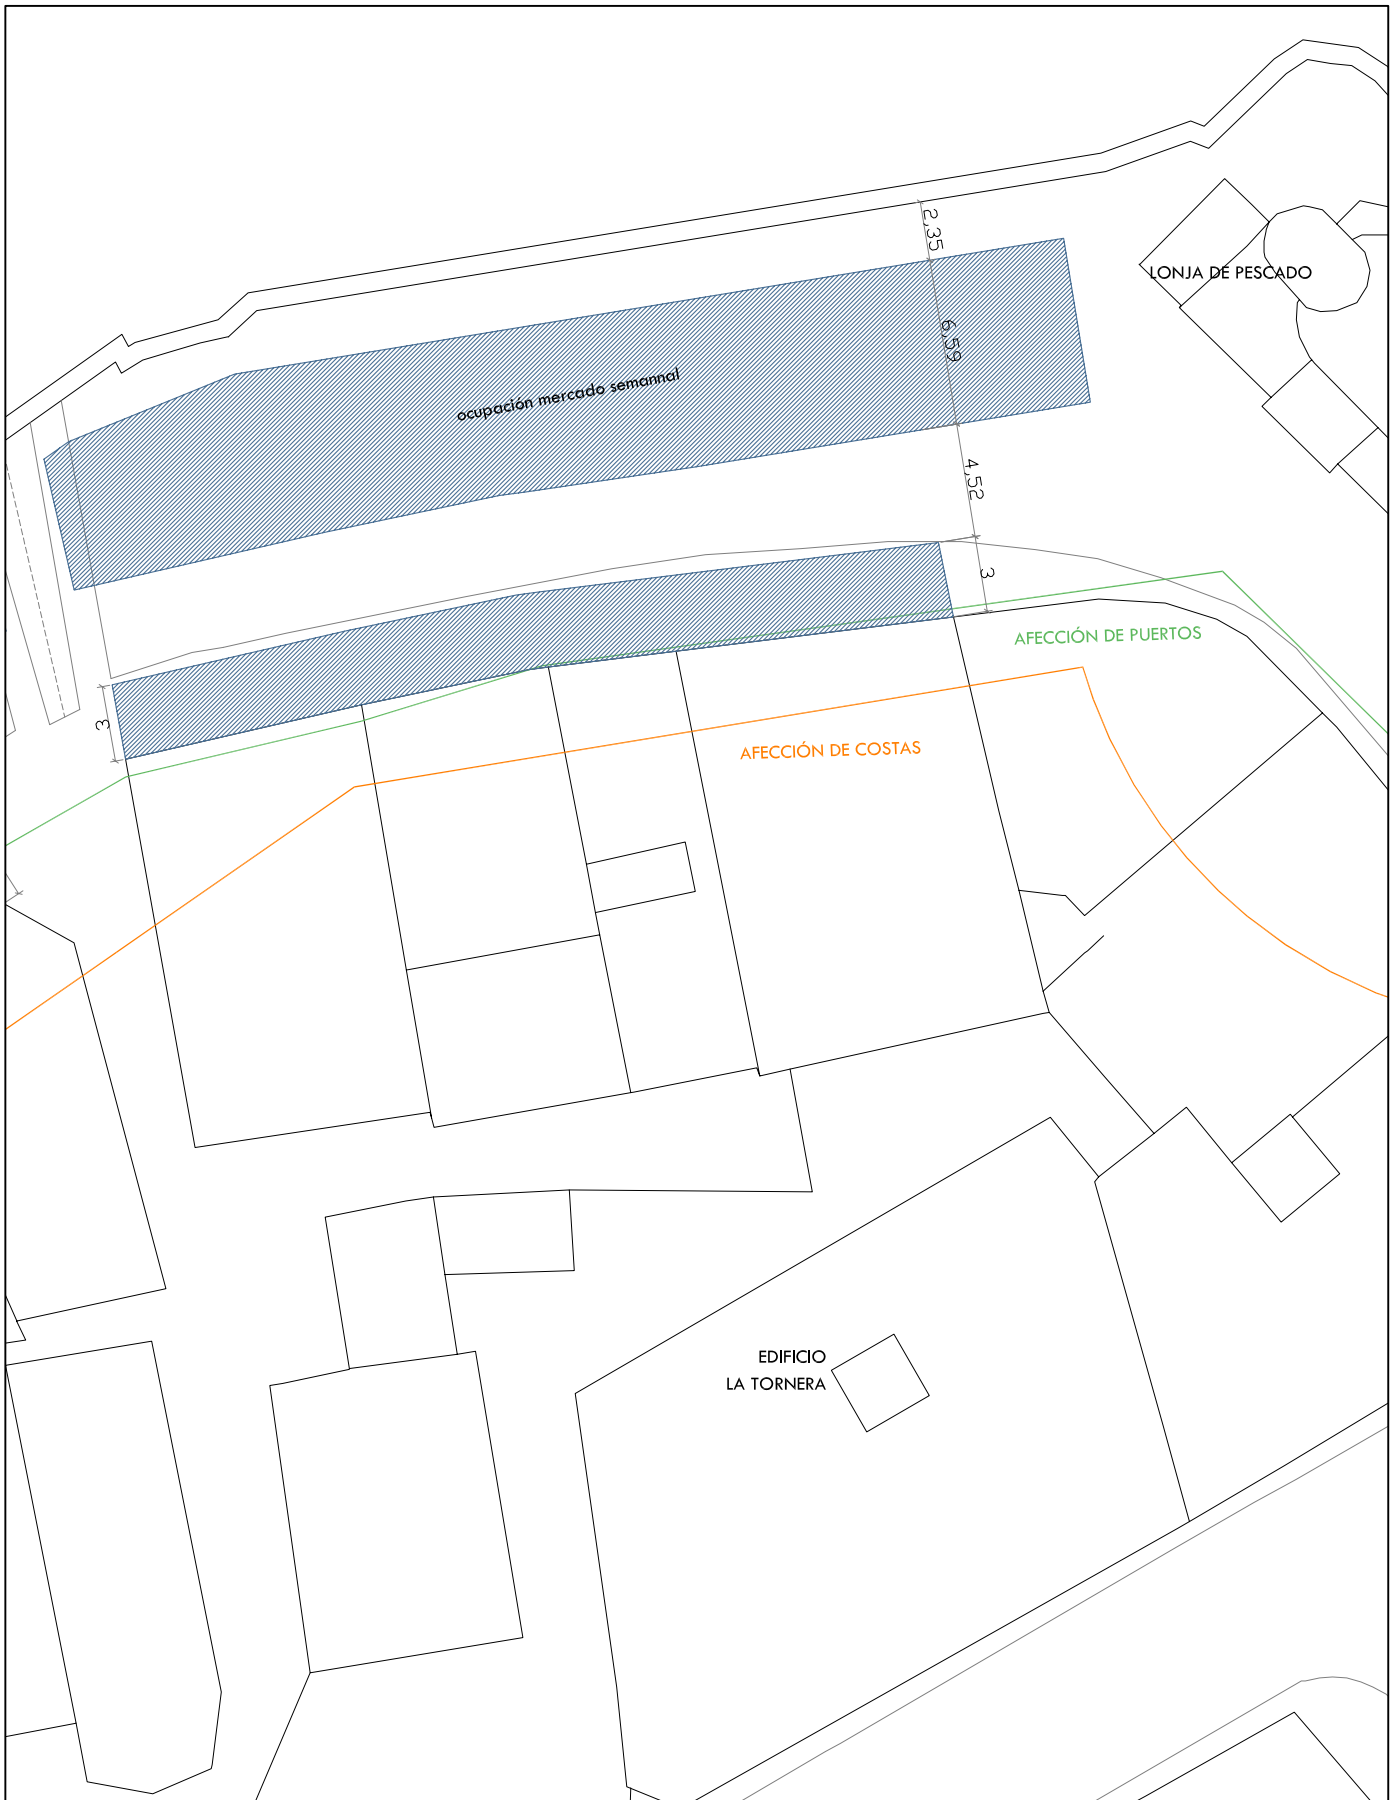 2,35
LONJA DE PESCADO
6,59
ocupación mercado semannal
4,52
3
AFECCIÓN DE PUERTOS
3
AFECCIÓN DE COSTAS
EDIFICIO
LA TORNERA